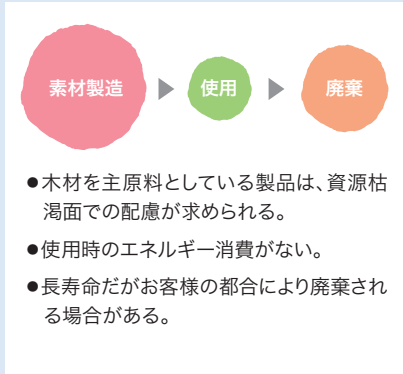 素材製造 使用 廃棄
●木材を主原料としている製品は、資源枯
渇面での配慮が求められる。
●使用時のエネルギー消費がない。
●長寿命だがお客様の都合により廃棄され
る場合がある。